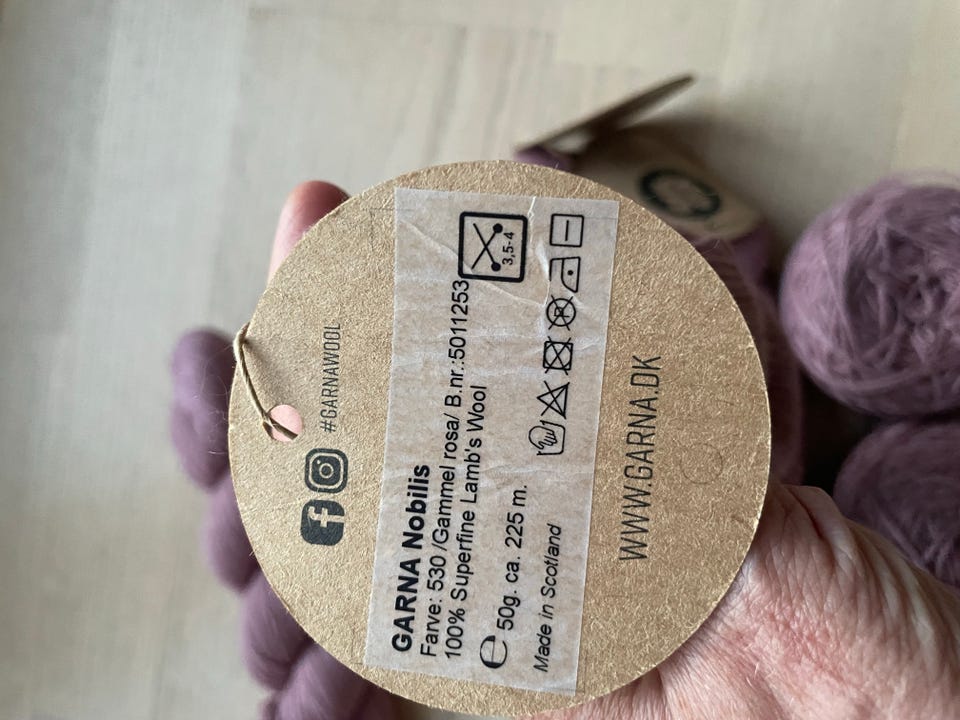 #GARNAWOOL
GARNA Nobilis
Farve: 530 /Gammel rosa/ B.nr.:5011253
100% Superfine Lamb's Wool
3,5-4
e 50g. ca. 225 m.
Made in Scotland
WWW.GARNA.DK